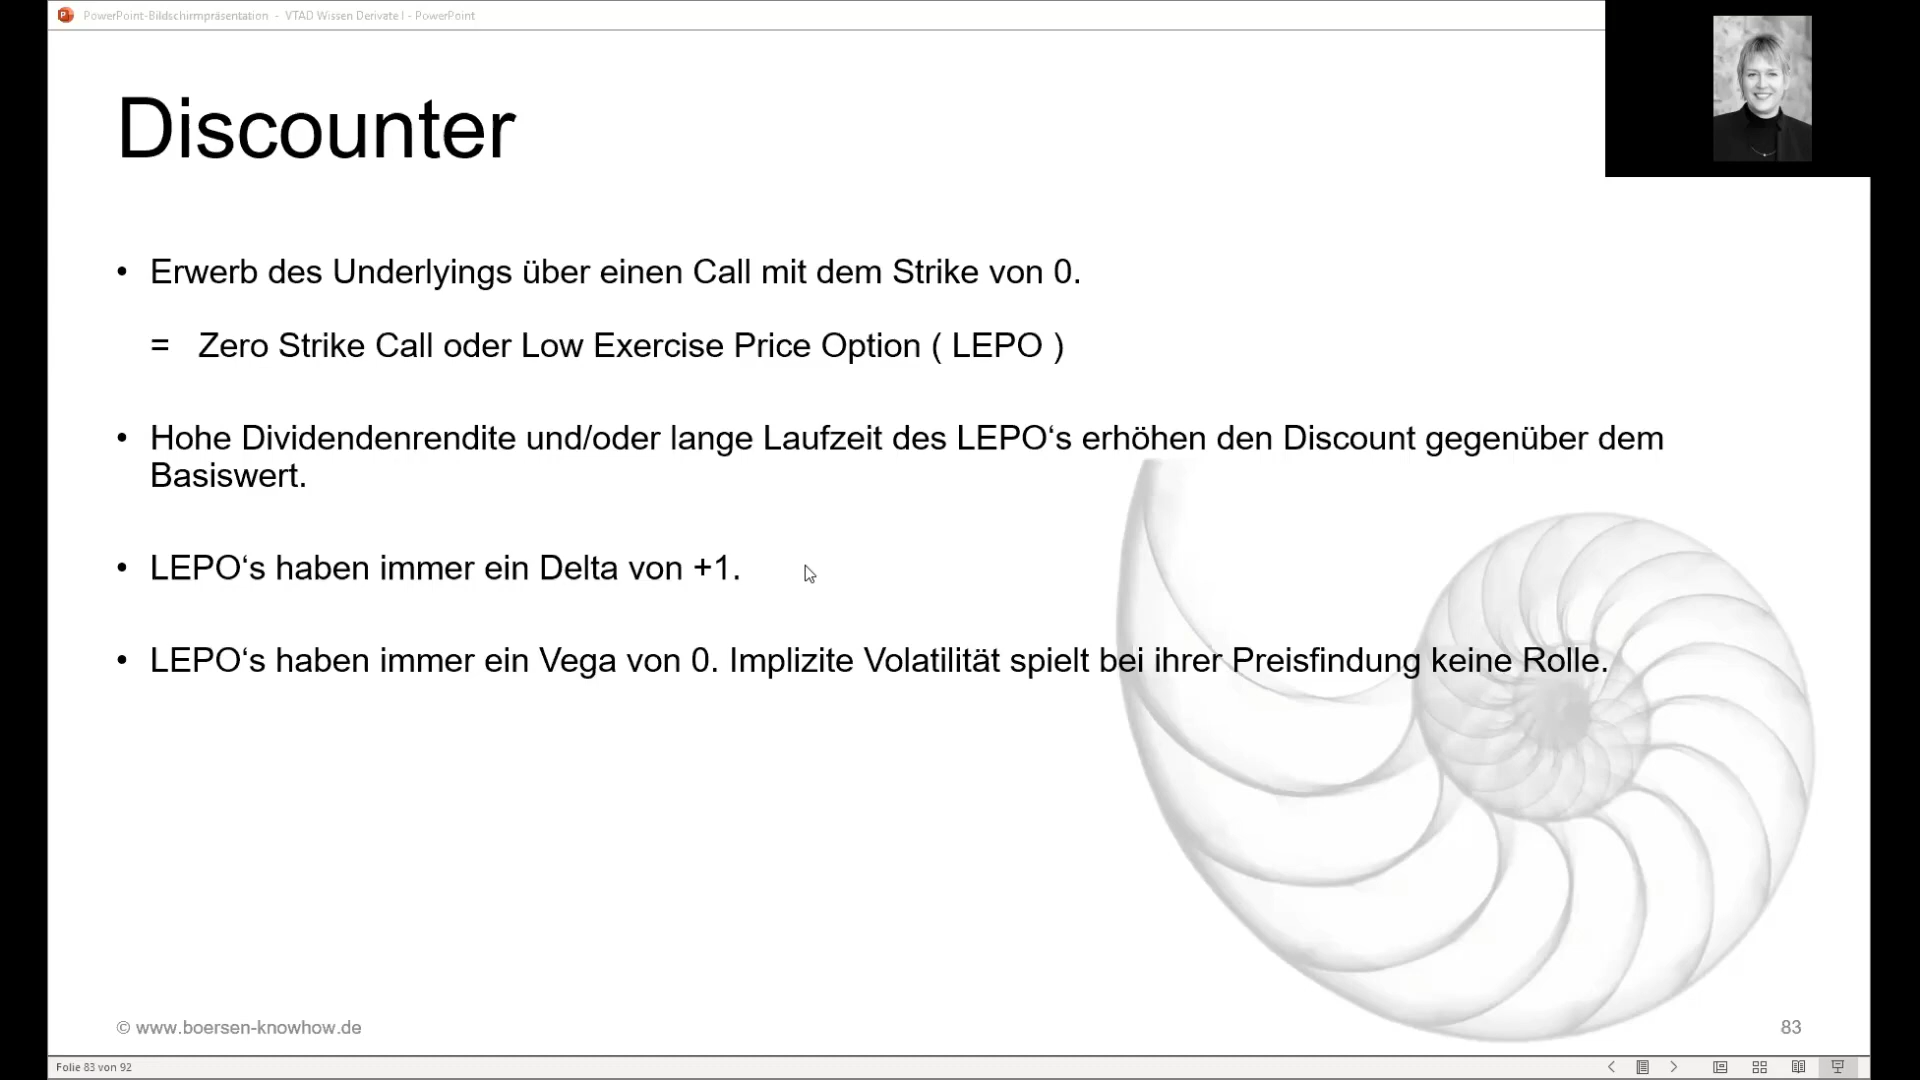 PowerPoint-Bildschirmpräsentation - VTAD Wissen Derivate I - PowerPoint
Discounter
• Erwerb des Underlyings über einen Call mit dem Strike von 0.
= Zero Strike Call oder Low Exercise Price Option ( LEPO )
• Hohe Dividendenrendite und/oder lange Laufzeit des LEPO‘s erhöhen den Discount gegenüber dem
Basiswert.
• LEPO‘s haben immer ein Delta von +1.
• LEPO‘s haben immer ein Vega von 0. Implizite Volatilität spielt bei ihrer Preisfindung keine Rolle.
© www.boersen-knowhow.de
83
Folie 83 von 92